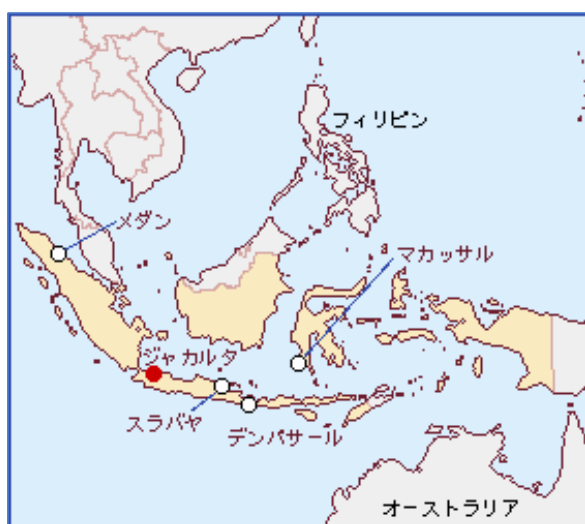 フィリピン
メダン
マカッサル
ジャカルタ
スラバヤ
デンパサール
オーストラリア